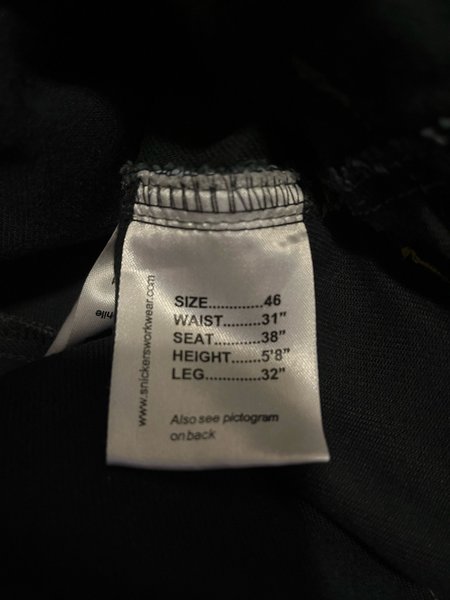 SIZE.............46
WAIST.........31"
SEAT............38"
HEIGHT......5'8"
LEG..............32"
Also see pictogram
on back
www.snickersworkwear.com